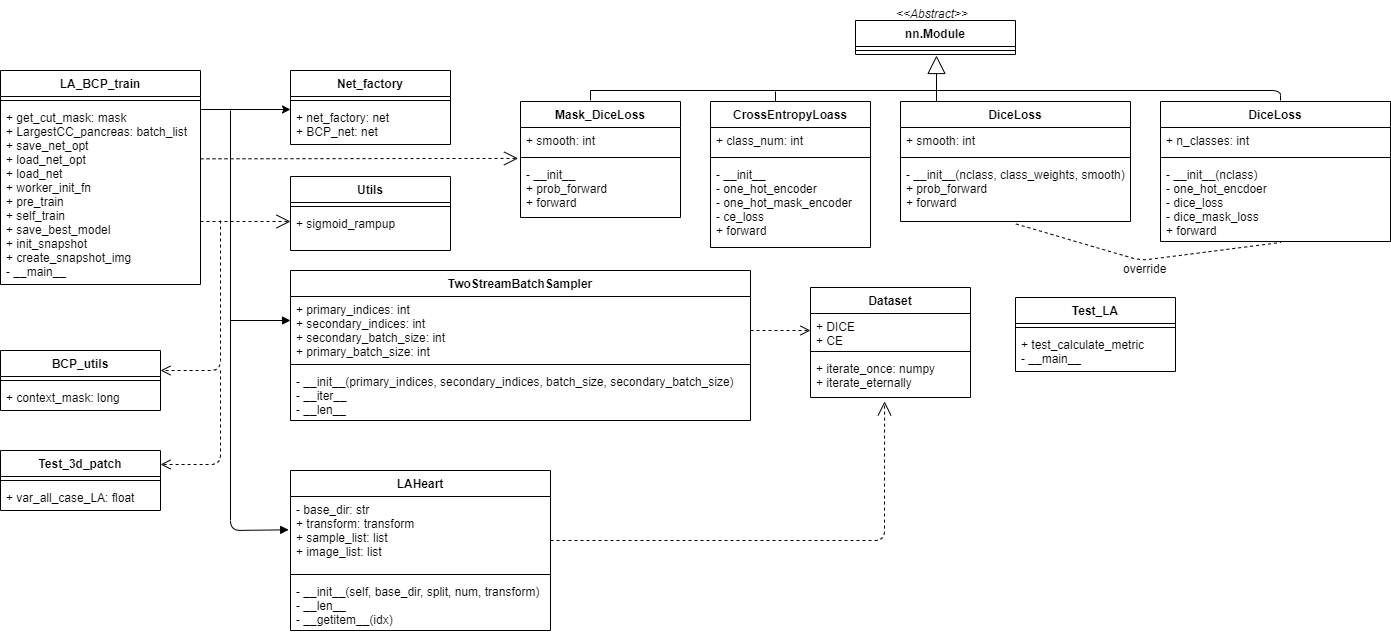 <<Abstract>>
nn.Module
LA_BCP_train
+ get_cut_mask: mask
+ LargestCC_pancreas: batch_list
+ save_net_opt
+ load_net_opt
+ load_net
+ worker_init_fn
+ pre_train
+ self_train
+ save_best_model
+ init_snapshot
+ create_snapshot_img
- __main__
Net_factory
+ net_factory: net
+ BCP_net: net
Mask_DiceLoss
+ smooth: int
- __init__
+ prob_forward
+ forward
CrossEntropyLoass
+ class_num: int
- __init__
- one_hot_encoder
- one_hot_mask_encoder
- ce_loss
+ forward
DiceLoss
+ smooth: int
- __init__(nclass, class_weights, smooth)
+ prob_forward
+ forward
DiceLoss
+ n_classes: int
- __init__(nclass)
- one_hot_encdoer
- dice_loss
- dice_mask_loss
+ forward
override
Utils
+ sigmoid_rampup
TwoStreamBatchSampler
+ primary_indices: int
+ secondary_indices: int
+ secondary_batch_size: int
+ primary_batch_size: int
- __init__(primary_indices, secondary_indices, batch_size, secondary_batch_size)
- __iter__
- __len__
Dataset
+ DICE
+ CE
+ iterate_once: numpy
+ iterate_eternally
Test_LA
+ test_calculate_metric
- __main__
BCP_utils
+ context_mask: long
Test_3d_patch
+ var_all_case_LA: float
LAHeart
- base_dir: str
+ transform: transform
+ sample_list: list
+ image_list: list
- __init__(self, base_dir, split, num, transform)
- __len__
- __getitem__(idx)